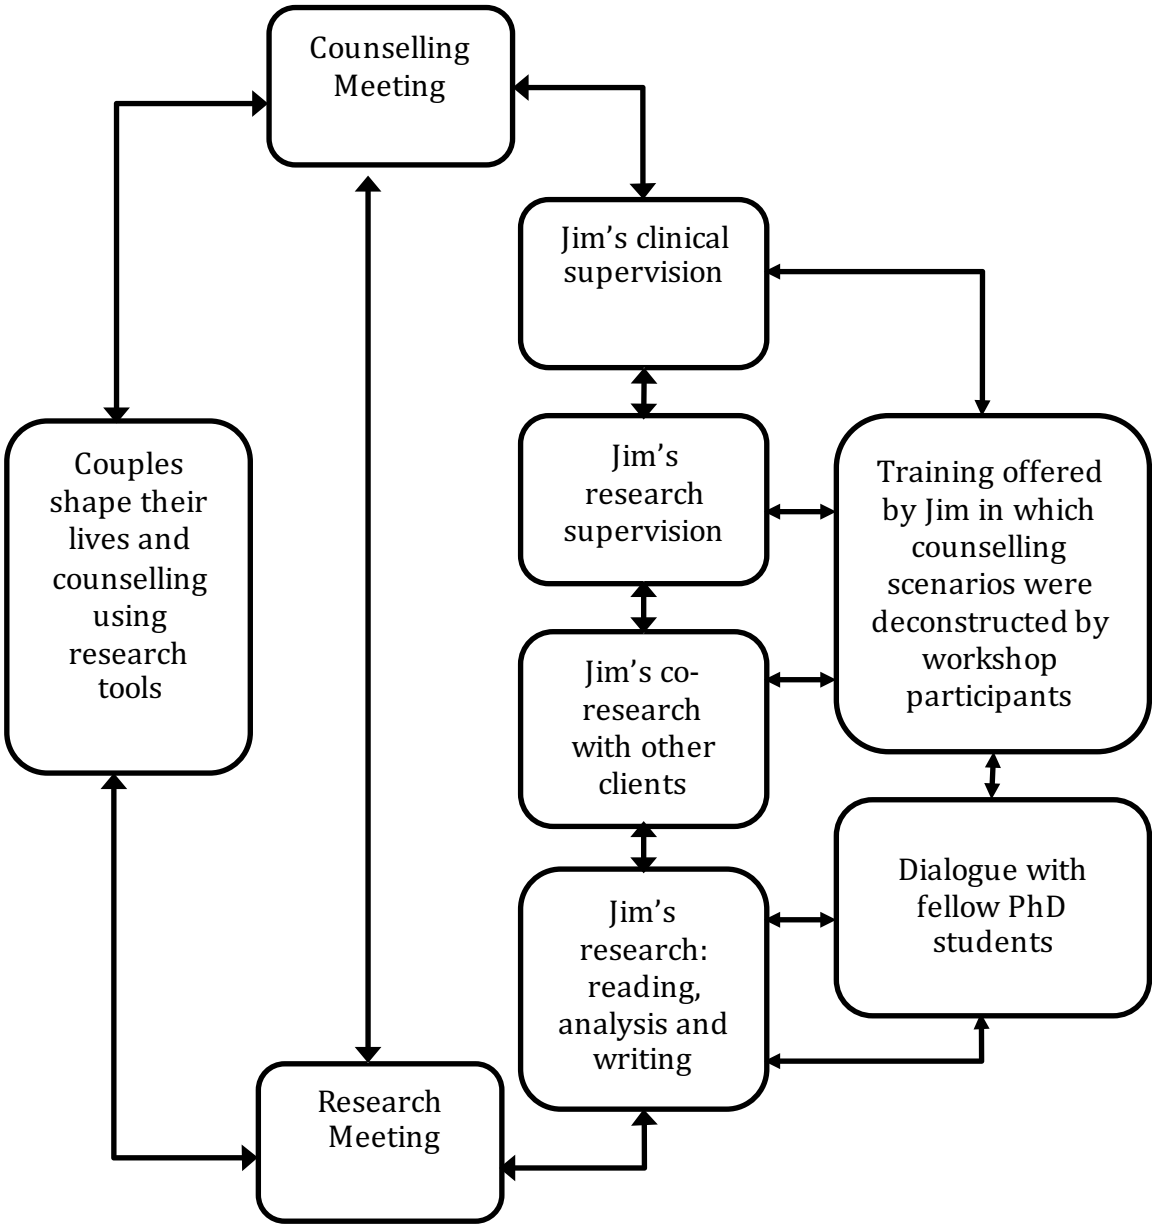 Counselling
Meeting
Jim’s clinical
supervision
Couples
shape their
lives and
counselling
using
research
tools
Jim’s
research
supervision
Training offered
by Jim in which
counselling
scenarios were
deconstructed by
workshop
participants
Jim’s co-
research
with other
clients
Dialogue with
fellow PhD
students
Jim’s
research:
reading,
analysis and
writing
Research
Meeting